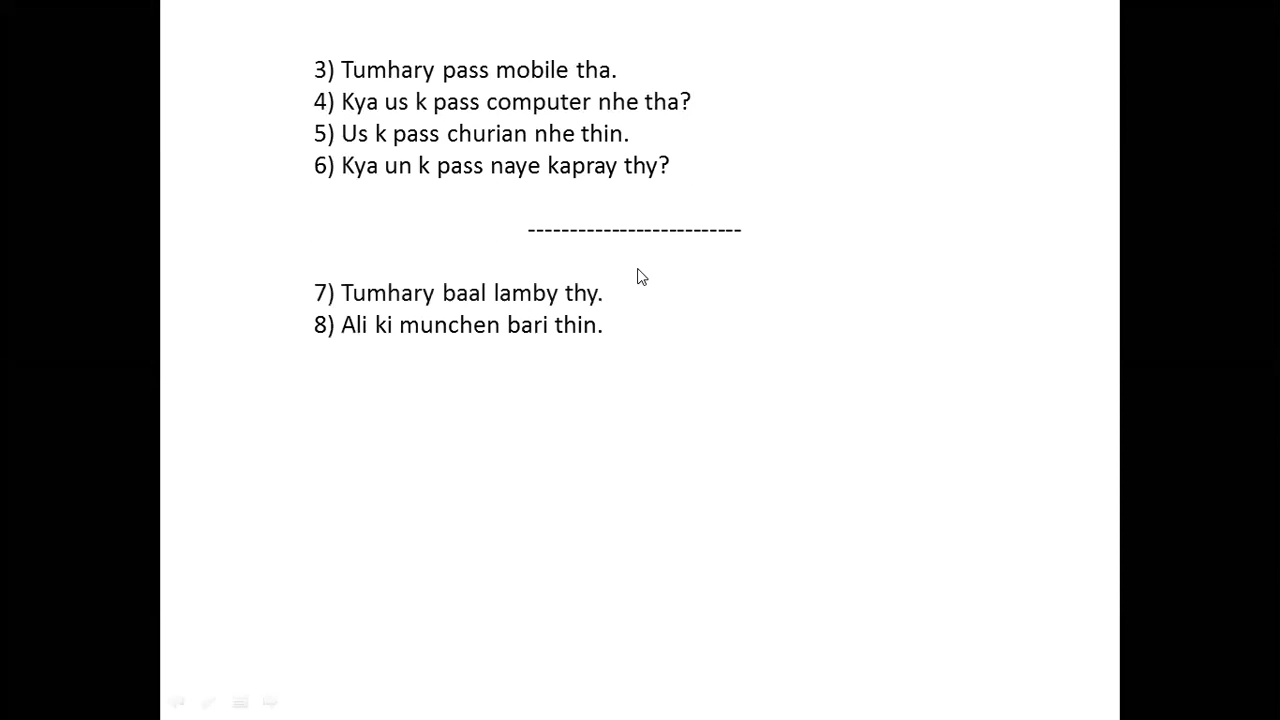 3) Tumhary pass mobile tha.
4) Kya us k pass computer nhe tha?
5) Us k pass churian nhe thin.
6) Kya un k pass naye kapray thy?
--------------------------
7) Tumhary baal lamby thy.
8) Ali ki munchen bari thin.